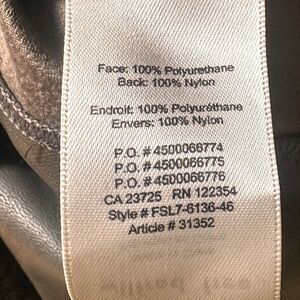 Face: 100% Polyurethane
Back: 100% Nylon
Endroit: 100% Polyuréthane
Envers: 100% Nylon
P.O. # 4500066774
P.O. # 4500066775
P.O. # 4500066776
CA 23725 RN 122354
Style # FSL7-6136-46
Article # 31352